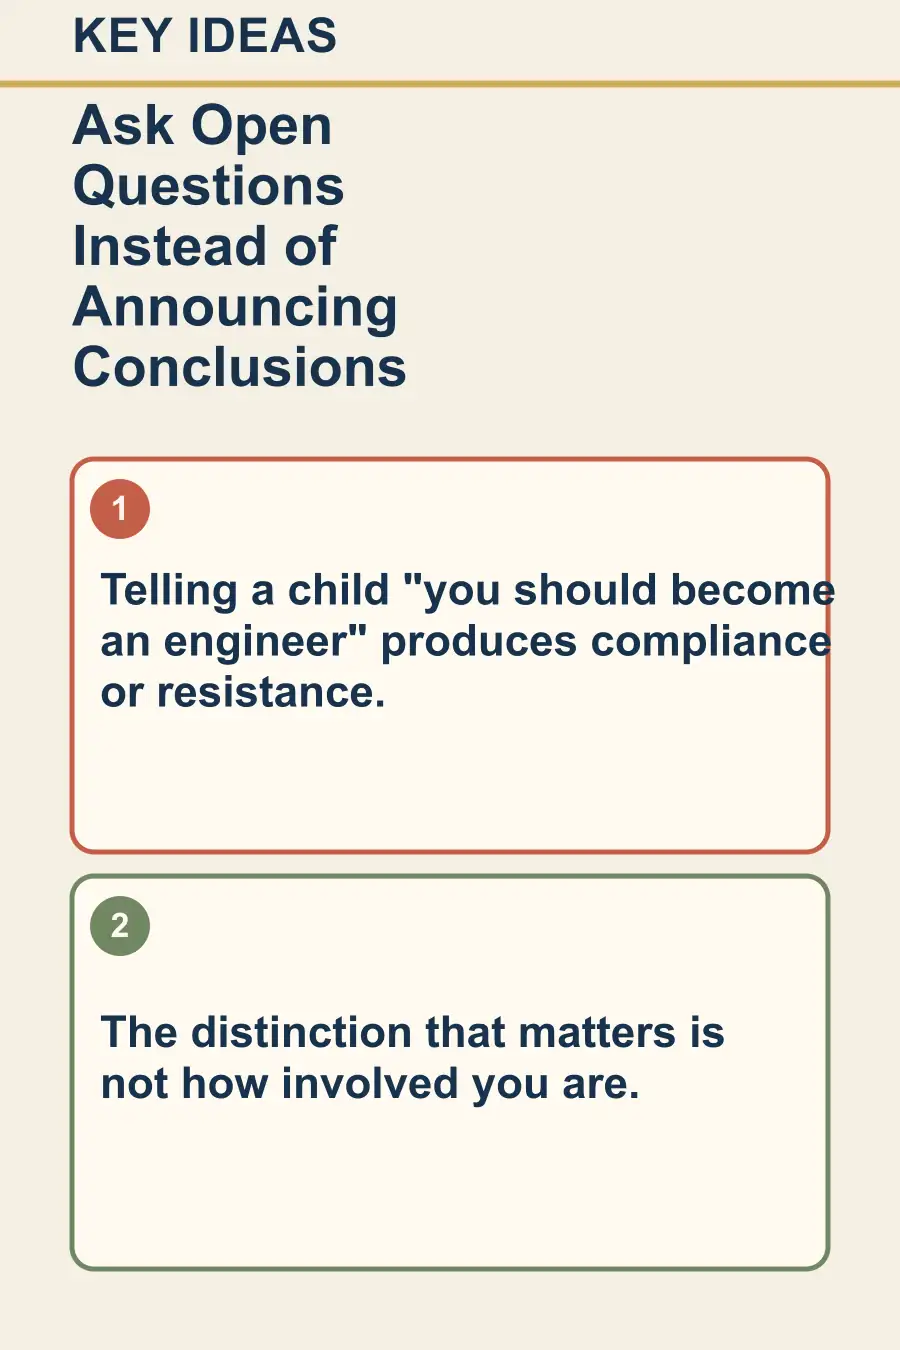 KEY IDEAS
Ask Open
Questions
Instead of
Announcing
Conclusions
1
Telling a child "you should become
an engineer" produces compliance
or resistance.
2
The distinction that matters is
not how involved you are.